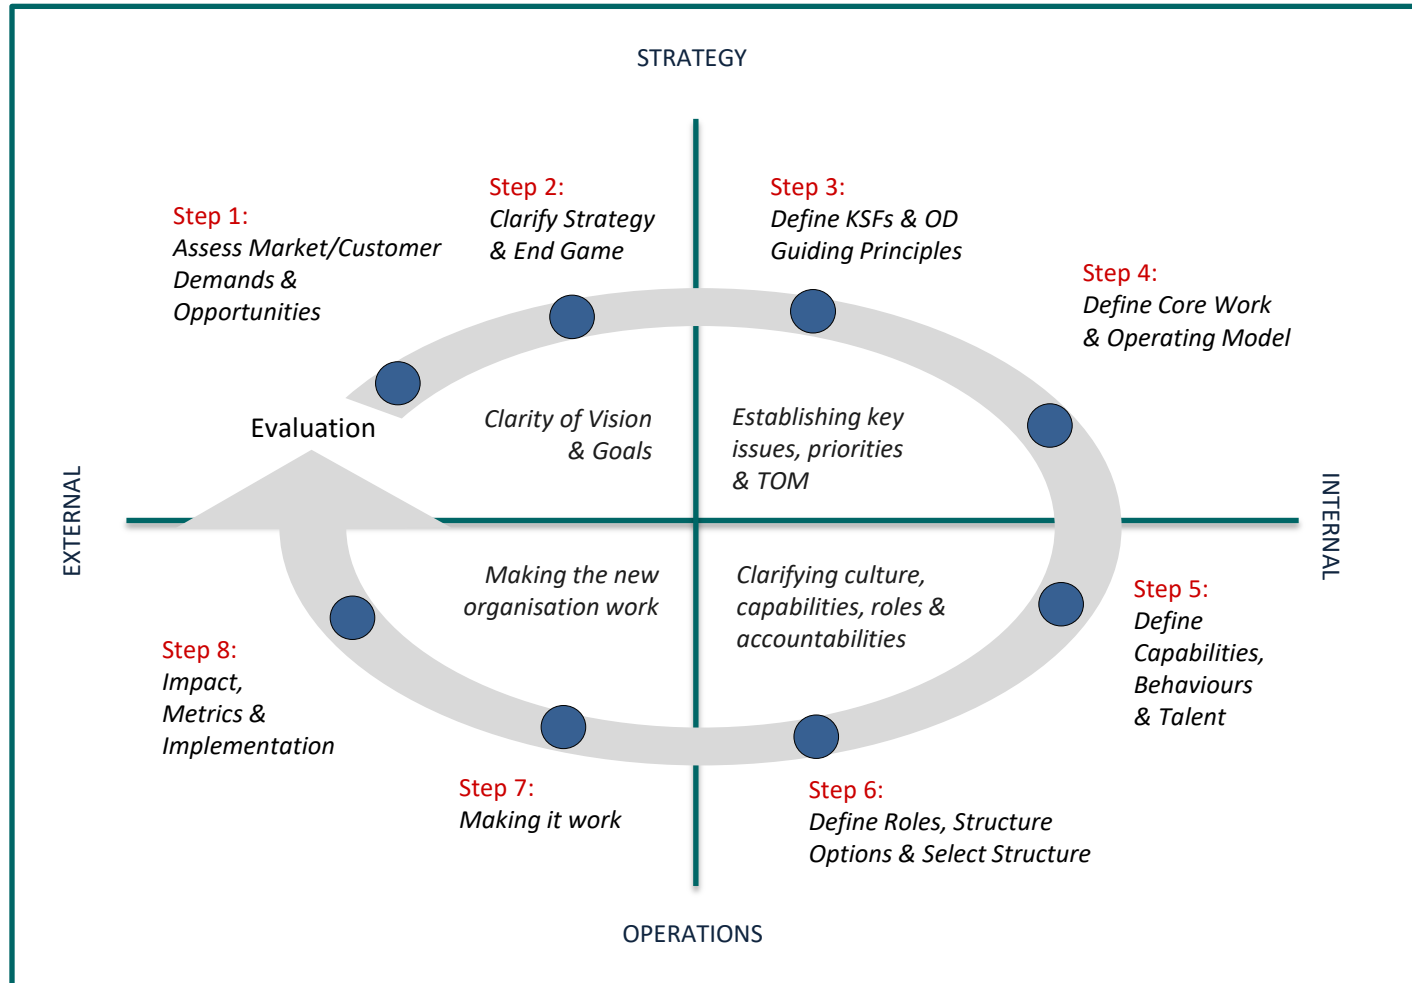 STRATEGY
Step 1:
Assess Market/Customer
Demands &
Opportunities
Step 2:
Clarify Strategy
& End Game
Step 3:
Define KSFs & OD
Guiding Principles
Step 4:
Define Core Work
& Operating Model
Evaluation
Clarity of Vision
& Goals
Establishing key
issues, priorities
& TOM
EXTERNAL
INTERNAL
Making the new
organisation work
Clarifying culture,
capabilities, roles &
accountabilities
Step 5:
Define
Capabilities,
Behaviours
& Talent
Step 8:
Impact,
Metrics &
Implementation
Step 7:
Making it work
Step 6:
Define Roles, Structure
Options & Select Structure
OPERATIONS